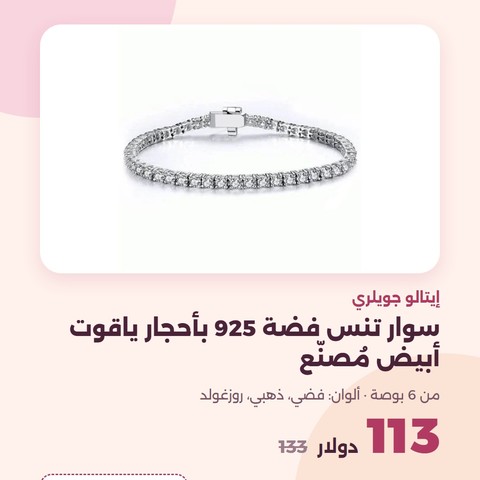 إيتالو جويلري
سوار تنس فضة 925 بأحجار ياقوت
أبيض مُصنّع
من 6 بوصة · ألوان: فضي، ذهبي، روزغولد
113 دولار 133